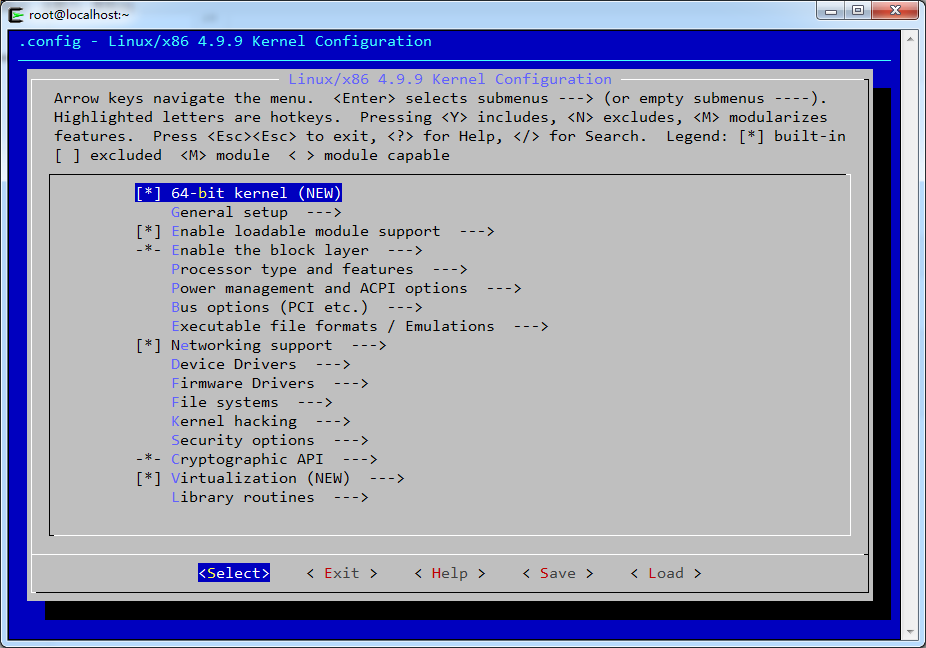 root@localhost:~
.config - Linux/x86 4.9.9 Kernel Configuration
Linux/x86 4.9.9 Kernel Configuration
Arrow keys navigate the menu.  <Enter> selects submenus ---> (or empty submenus ----).
Highlighted letters are hotkeys.  Pressing <Y> includes, <N> excludes, <M> modularizes
features.  Press <Esc><Esc> to exit, <?> for Help, </> for Search.  Legend: [*] built-in
[ ] excluded  <M> module  < > module capable
[*] 64-bit kernel (NEW)
General setup  --->
[*] Enable loadable module support  --->
-*- Enable the block layer  --->
Processor type and features  --->
Power management and ACPI options  --->
Bus options (PCI etc.)  --->
Executable file formats / Emulations  --->
[*] Networking support  --->
Device Drivers  --->
Firmware Drivers  --->
File systems  --->
Kernel hacking  --->
Security options  --->
-*- Cryptographic API  --->
[*] Virtualization (NEW)  --->
Library routines  --->
<Select>    < Exit >    < Help >    < Save >    < Load >